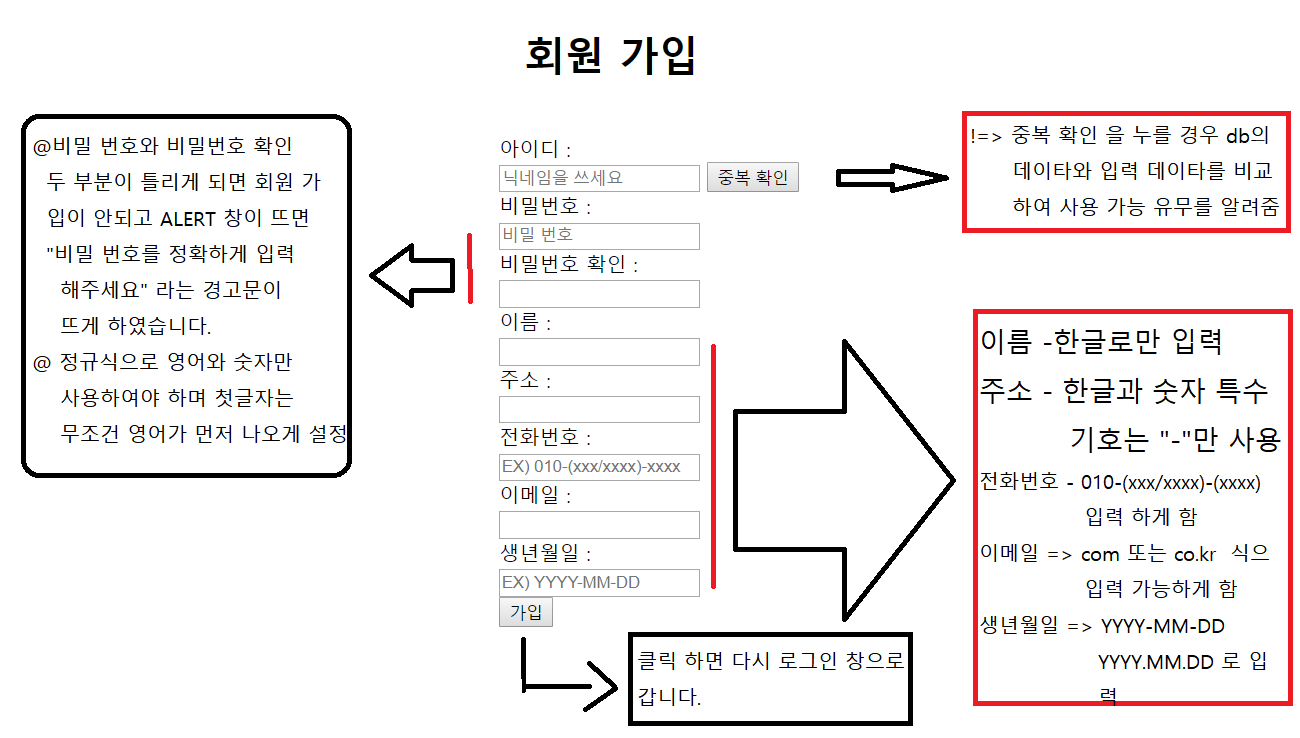 회원 가입
@비밀 번호와 비밀번호 확인
두 부분이 틀리게 되면 회원 가
입이 안되고 ALERT 창이 뜨면
"비밀 번호를 정확하게 입력
해주세요" 라는 경고문이
뜨게 하였습니다.
@ 정규식으로 영어와 숫자만
사용하여야 하며 첫글자는
무조건 영어가 먼저 나오게 설정
아이디 :
닉네임을 쓰세요 중복 확인
비밀번호 :
비밀 번호
비밀번호 확인 :
이름 :
주소 :
전화번호 :
EX) 010-(xxx/xxxx)-xxxx
이메일 :
생년월일 :
EX) YYYY-MM-DD
가입
클릭 하면 다시 로그인 창으로
갑니다.
!=> 중복 확인 을 누를 경우 db의
데이타와 입력 데이타를 비교
하여 사용 가능 유무를 알려줌
이름 -한글로만 입력
주소 - 한글과 숫자 특수
기호는 "-"만 사용
전화번호 - 010-(xxx/xxxx)-(xxxx)
입력 하게 함
이메일 => com 또는 co.kr 식으
입력 가능하게 함
생년월일 => YYYY-MM-DD
YYYY.MM.DD 로 입
력